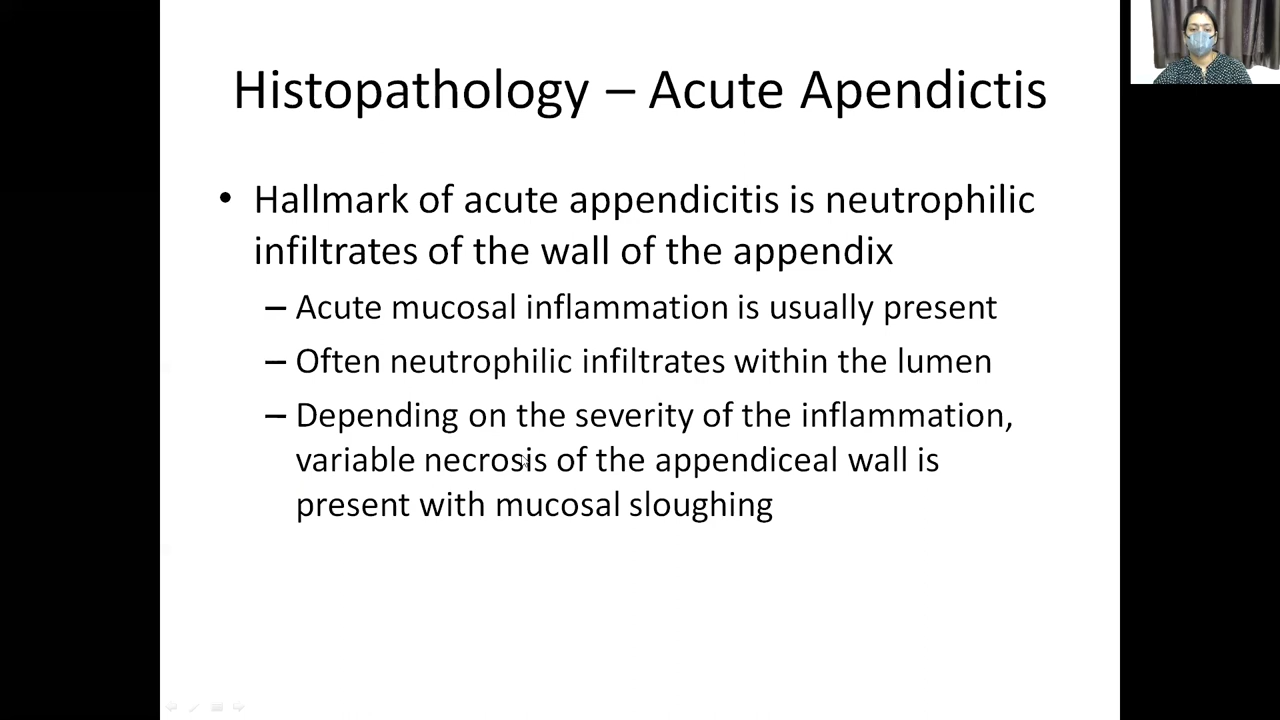 Histopathology – Acute Apendictis
• Hallmark of acute appendicitis is neutrophilic
infiltrates of the wall of the appendix
– Acute mucosal inflammation is usually present
– Often neutrophilic infiltrates within the lumen
– Depending on the severity of the inflammation,
variable necrosis of the appendiceal wall is
present with mucosal sloughing